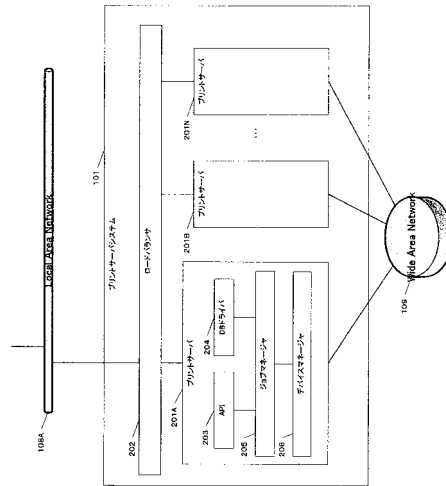 Local Area Network
108A
101
プリントサーバシステム
ロードバランサ
202
201A
プリントサーバ
203
API
204
DBドライバ
205
ジョブマネージャ
206
デバイスマネージャ
201B
プリントサーバ
…
201N
プリントサーバ
Wide Area Network
109